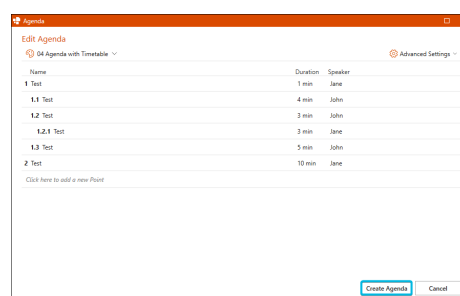 Agenda
Edit Agenda
04 Agenda with Timetable
Advanced Settings
Name Duration Speaker
1 Test 1 min Jane
1.1 Test 4 min John
1.2 Test 3 min John
1.2.1 Test 3 min Jane
1.3 Test 5 min John
2 Test 10 min Jane
Click here to add a new Point
Create Agenda Cancel